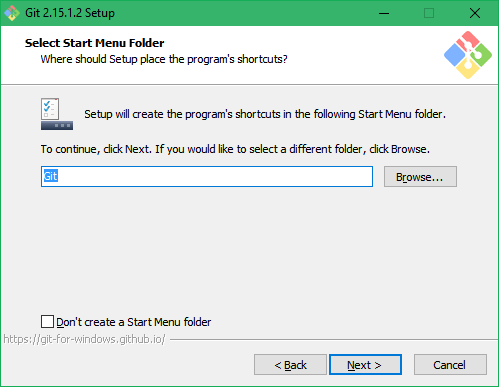 Git 2.15.1.2 Setup
Select Start Menu Folder
Where should Setup place the program's shortcuts?
Setup will create the program's shortcuts in the following Start Menu folder.
To continue, click Next. If you would like to select a different folder, click Browse.
Git
Browse...
Don't create a Start Menu folder
https://git-for-windows.github.io/
< Back
Next >
Cancel